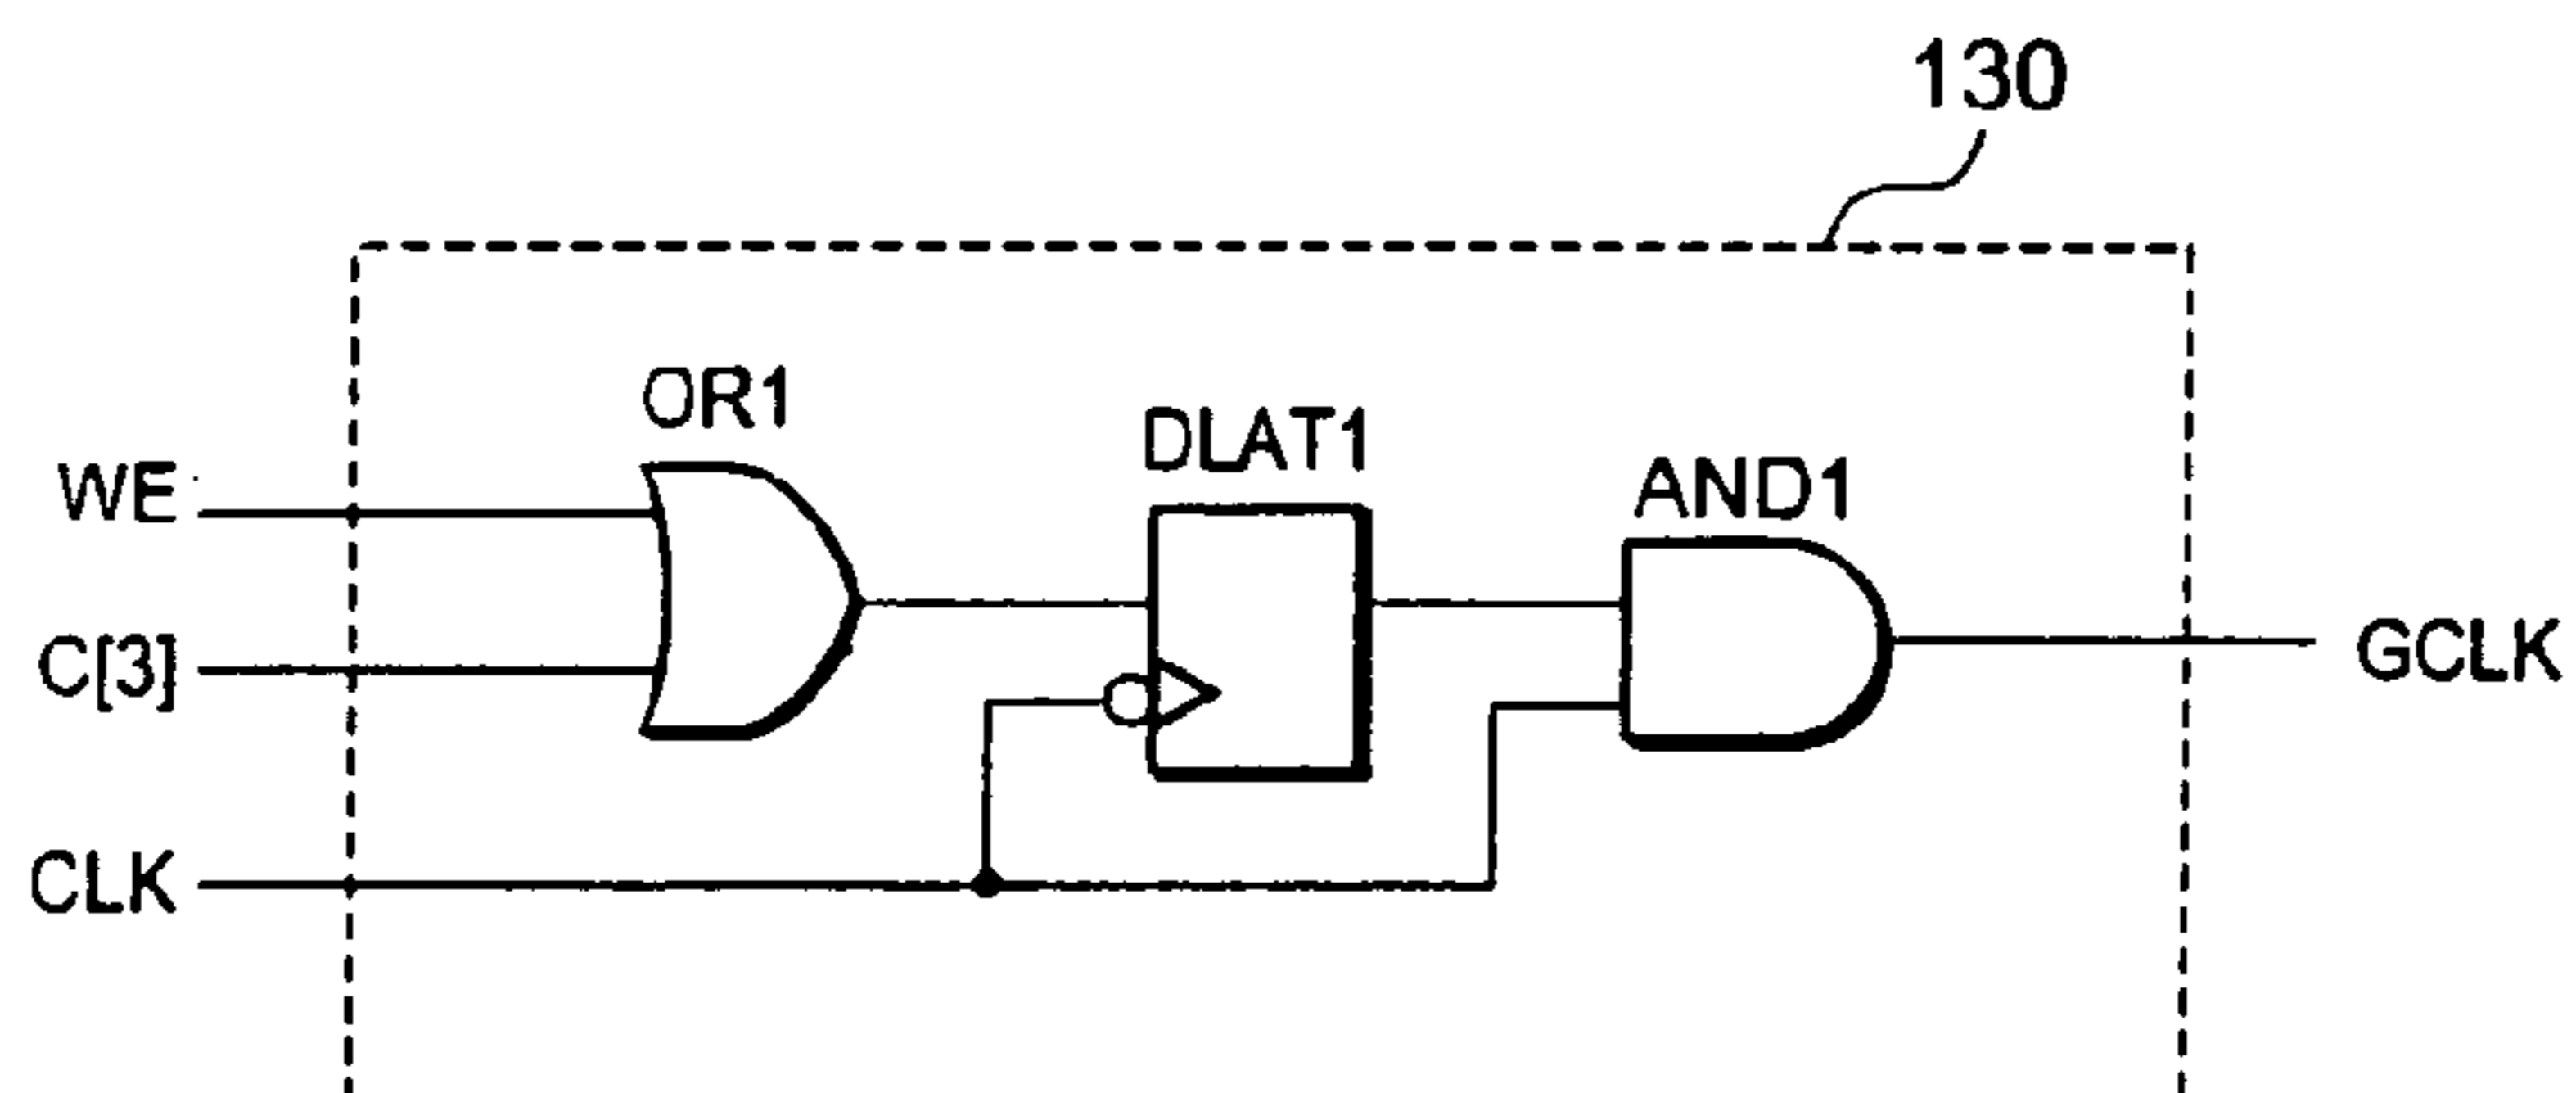 130
OR1
DLAT1
AND1
WE
C[3]
CLK
GCLK